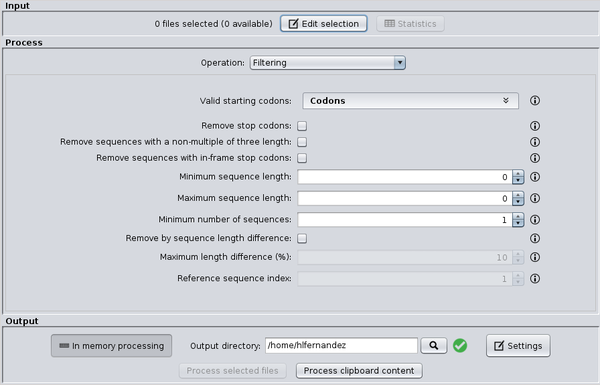 Input
0 files selected (0 available) Edit selection Statistics
Process
Operation: Filtering
Valid starting codons: Codons
Remove stop codons:
Remove sequences with a non-multiple of three length:
Remove sequences with in-frame stop codons:
Minimum sequence length: 0
Maximum sequence length: 0
Minimum number of sequences: 1
Remove by sequence length difference:
Maximum length difference (%): 10
Reference sequence index: 1
Output
In memory processing Output directory: /home/hlfernandez Settings
Process selected files Process clipboard content